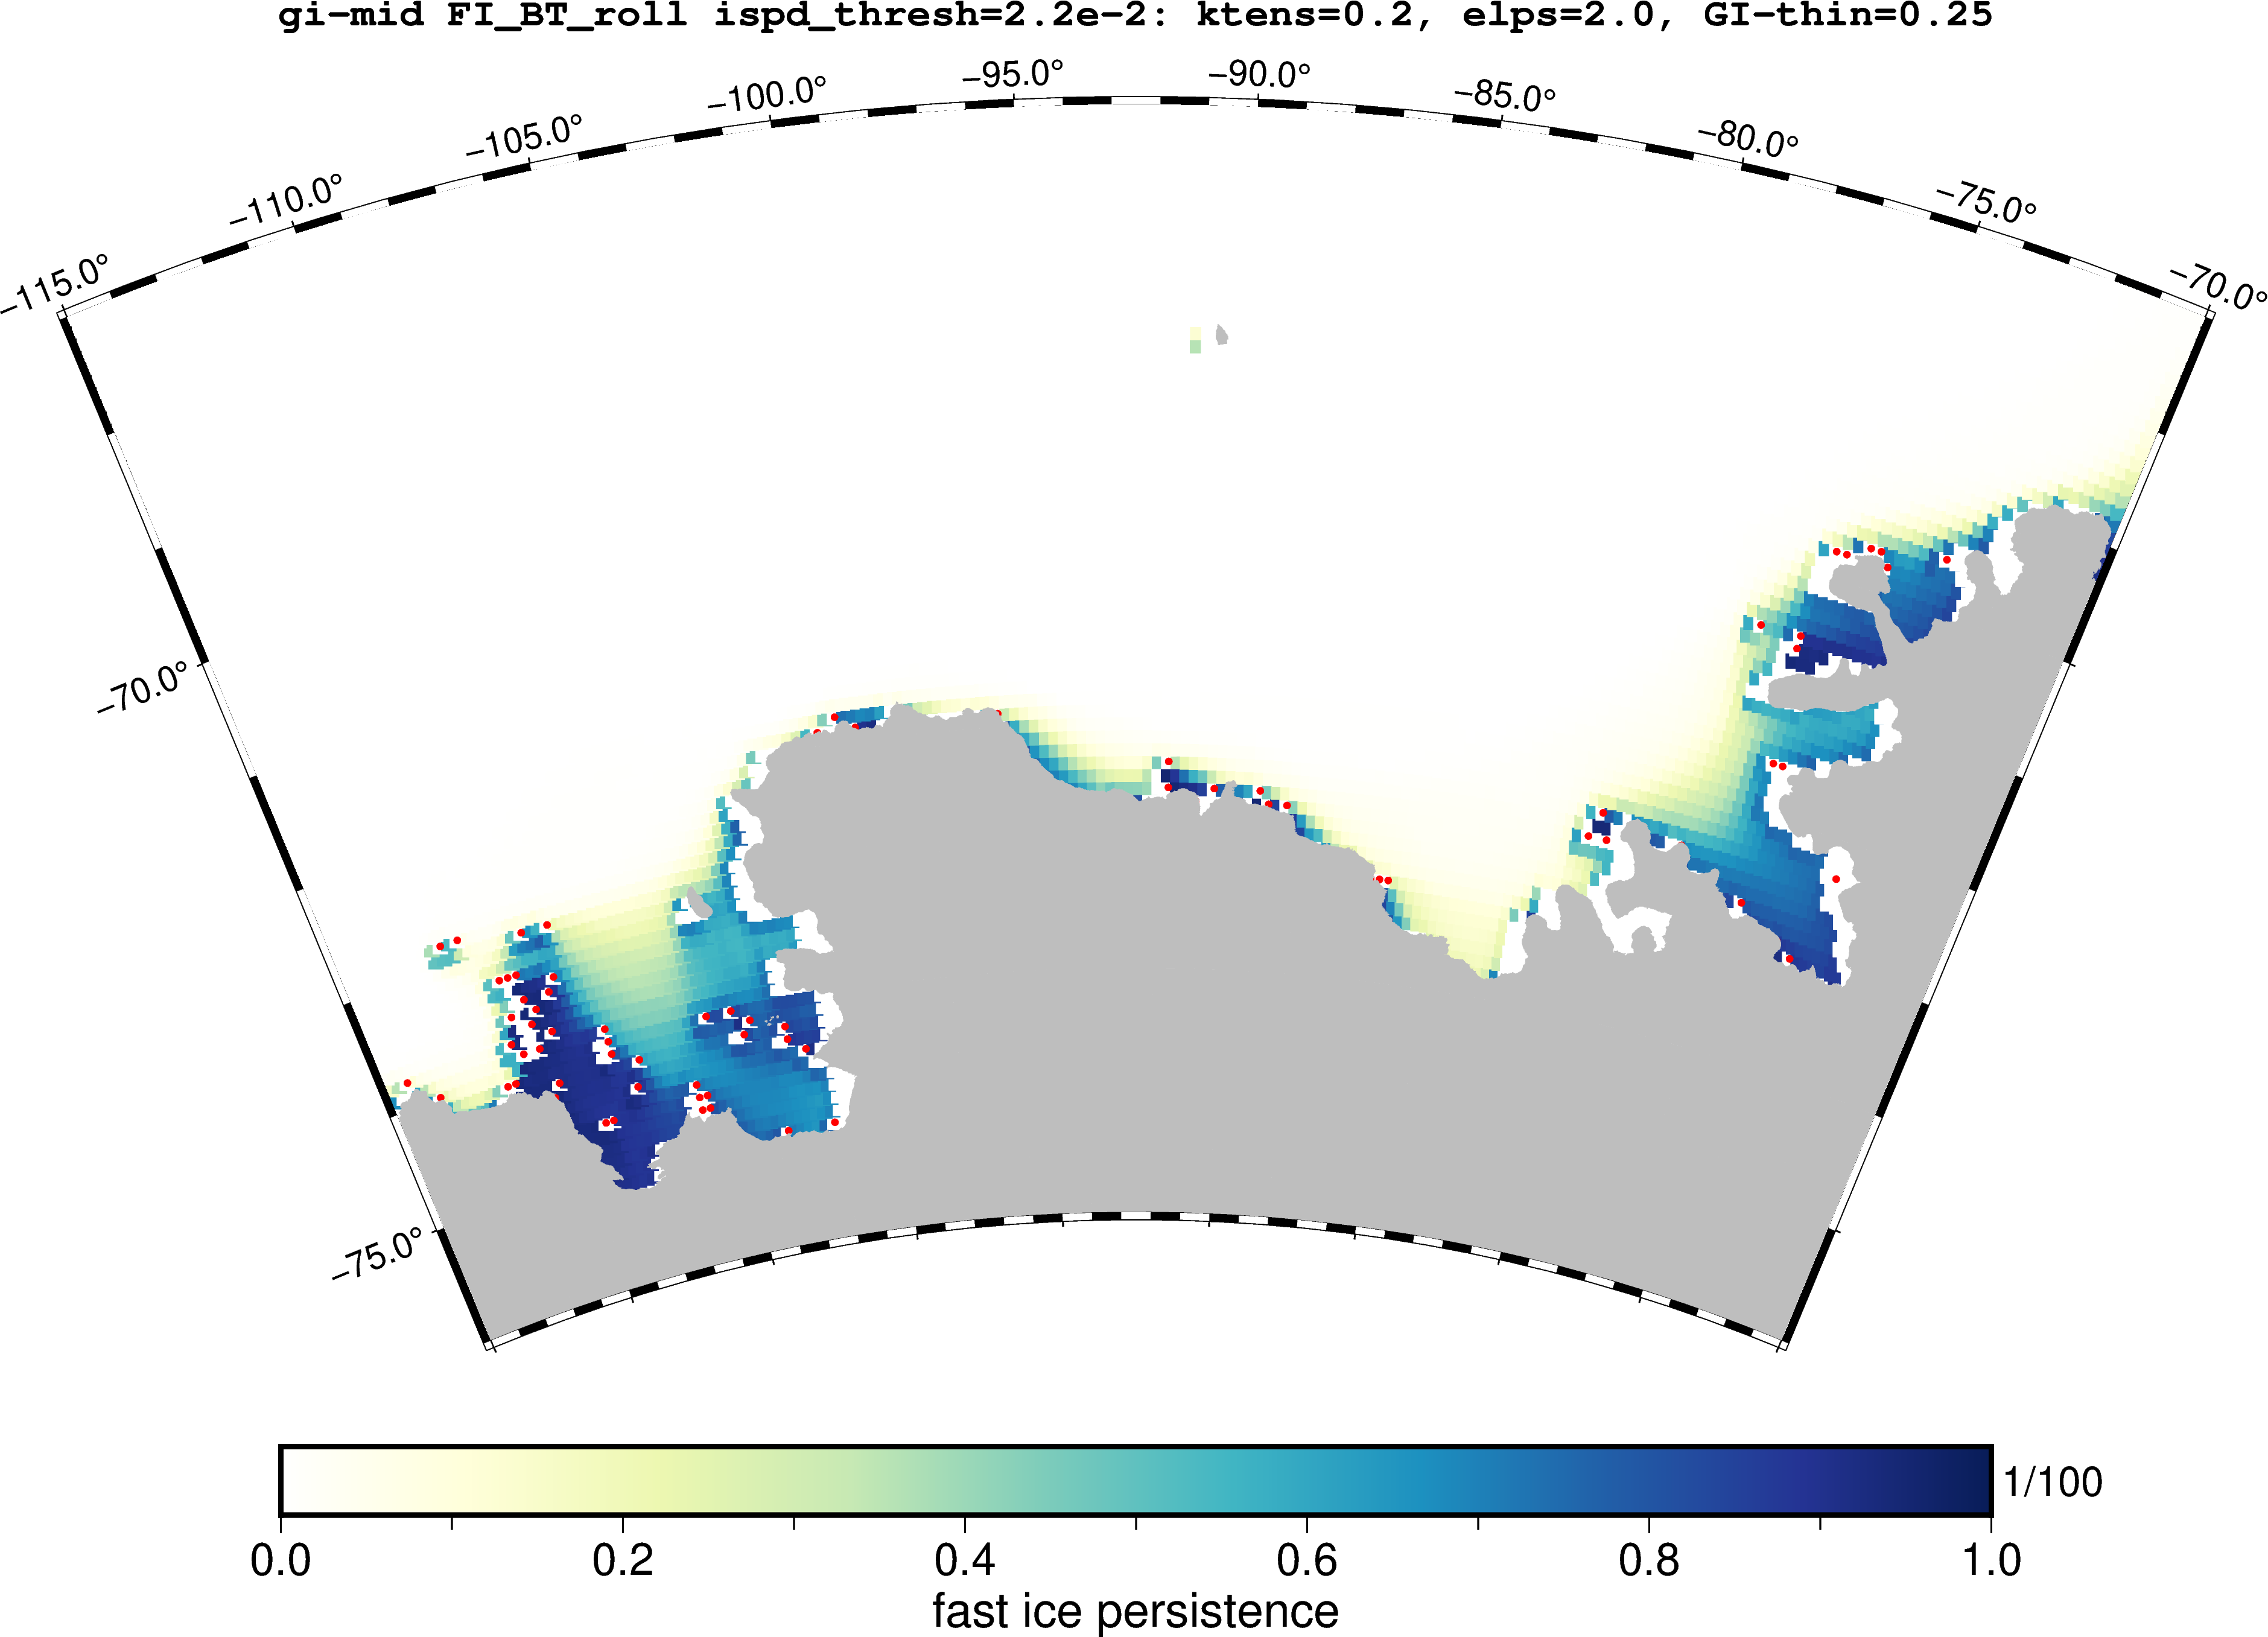 gi-mid FI_BT_roll ispd_thresh=2.2e-2: ktens=0.2, elps=2.0, GI-thin=0.25
-115.0° -110.0° -105.0° -100.0° -95.0° -90.0° -85.0° -80.0° -75.0° -70.0°
-70.0°
-75.0°
1/100
0.0 0.2 0.4 0.6 0.8 1.0
fast ice persistence